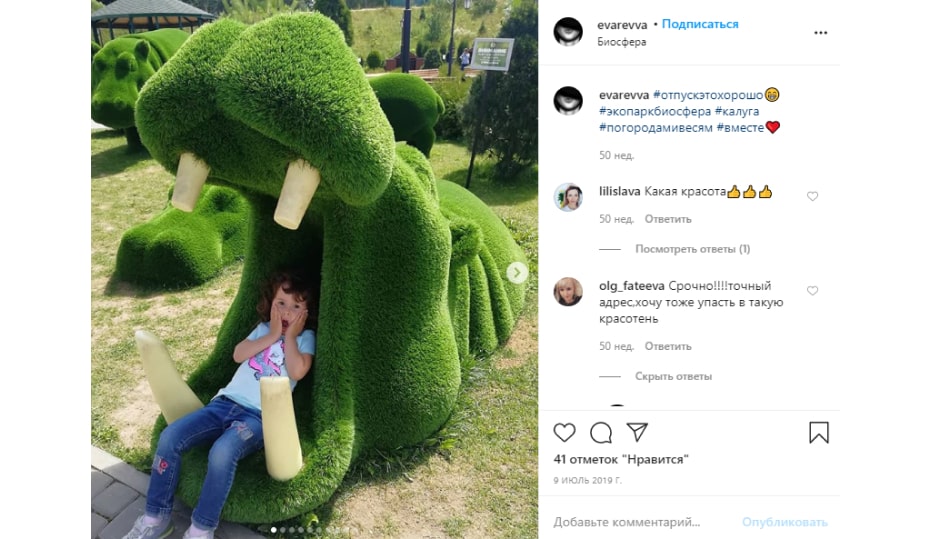 evarevva • Подписаться
Биосфера
evarevva #отпускэтохорошо😁
#экопаркбиосфера #калуга
#погородамивесям #вместе❤️
50 нед.
lilislava Какая красота👍👍👍
50 нед. Ответить
Посмотреть ответы (1)
olg_fateeva Срочно!!!!точный
адрес,хочу тоже упасть в такую
красотень
50 нед. Ответить
Скрыть ответы
41 отметок "Нравится"
9 ИЮЛЬ 2019 Г.
Добавьте комментарий... Опубликовать